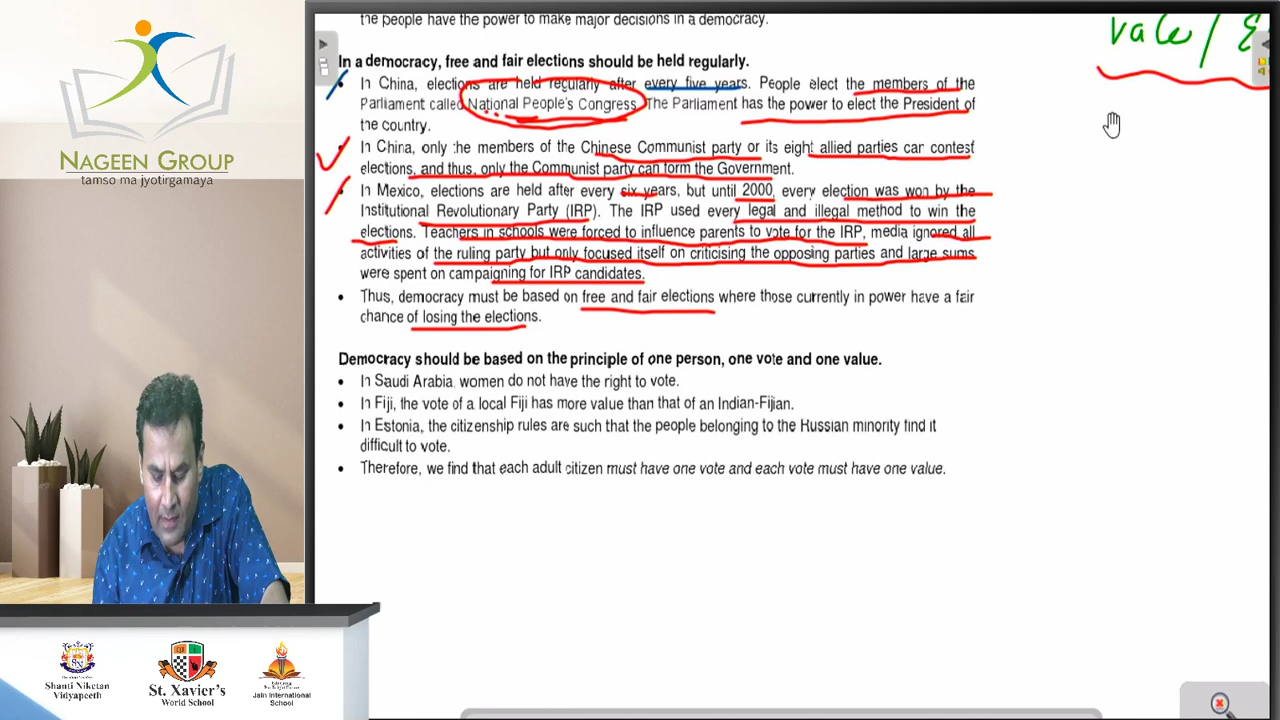 the people have the power to make major decisions in a democracy.
vale/
In a democracy, free and fair elections should be held regularly.
• In China, elections are held regularly after every five years. People elect the members of the
Parliament called National People's Congress. The Parliament has the power to elect the President of
the country.
• In China, only the members of the Chinese Communist party or its eight allied parties can contest
elections, and thus, only the Communist party can form the Government.
• In Mexico, elections are held after every six years, but until 2000, every election was won by the
Institutional Revolutionary Party (IRP). The IRP used every legal and illegal method to win the
elections. Teachers in schools were forced to influence parents to vote for the IRP, media ignored all
activities of the ruling party but only focused itself on criticising the opposing parties and large sums
were spent on campaigning for IRP candidates.
• Thus, democracy must be based on free and fair elections where those currently in power have a fair
chance of losing the elections.
Democracy should be based on the principle of one person, one vote and one value.
• In Saudi Arabia, women do not have the right to vote.
• In Fiji, the vote of a local Fiji has more value than that of an Indian-Fijian.
• In Estonia, the citizenship rules are such that the people belonging to the Russian minority find it
difficult to vote.
• Therefore, we find that each adult citizen must have one vote and each vote must have one value.
NAGEEN GROUP
tamso ma jyotirgamaya
Shanti Niketan
Vidyapeeth
ST. XAVIER'S
WORLD SCHOOL
Jain International
School